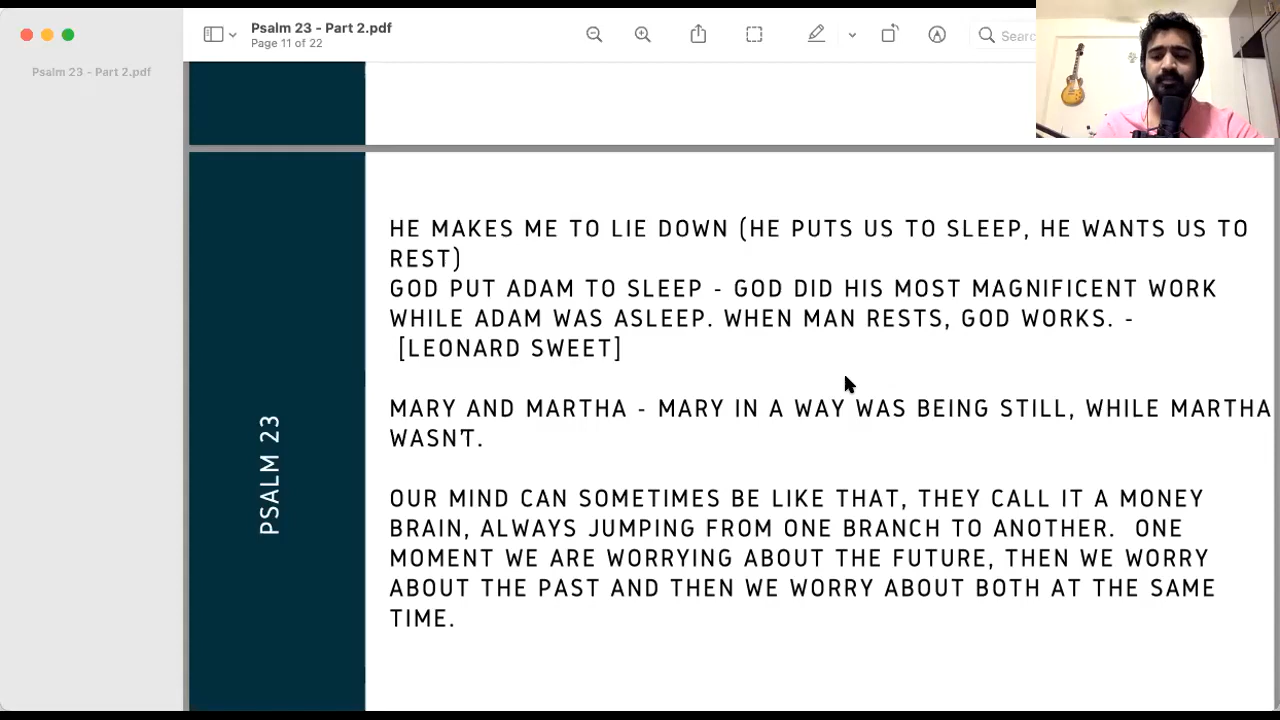 Psalm 23 - Part 2.pdf
Page 11 of 22
Searc
Psalm 23 - Part 2.pdf
PSALM 23
HE MAKES ME TO LIE DOWN (HE PUTS US TO SLEEP, HE WANTS US TO
REST)
GOD PUT ADAM TO SLEEP - GOD DID HIS MOST MAGNIFICENT WORK
WHILE ADAM WAS ASLEEP. WHEN MAN RESTS, GOD WORKS. -
[LEONARD SWEET]
MARY AND MARTHA - MARY IN A WAY WAS BEING STILL, WHILE MARTHA
WASN'T.
OUR MIND CAN SOMETIMES BE LIKE THAT, THEY CALL IT A MONEY
BRAIN, ALWAYS JUMPING FROM ONE BRANCH TO ANOTHER. ONE
MOMENT WE ARE WORRYING ABOUT THE FUTURE, THEN WE WORRY
ABOUT THE PAST AND THEN WE WORRY ABOUT BOTH AT THE SAME
TIME.